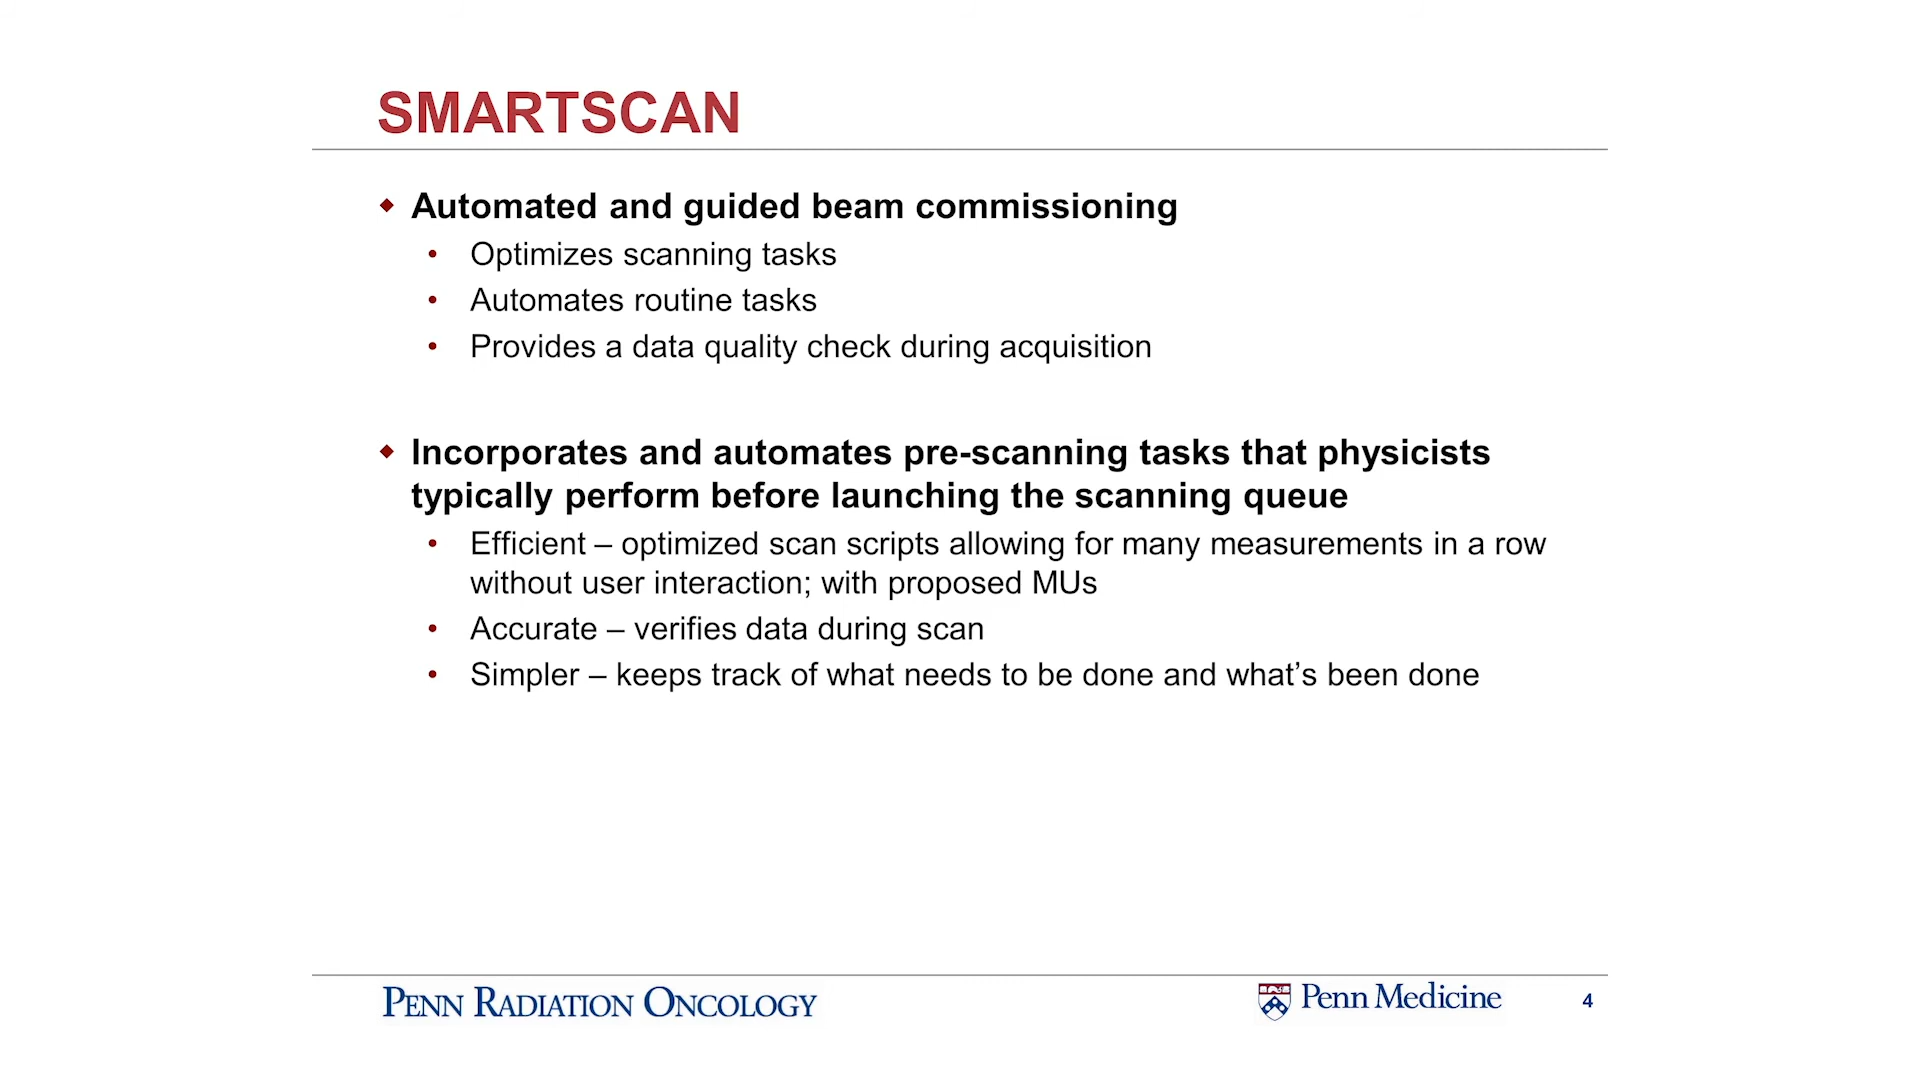 SMARTSCAN
Automated and guided beam commissioning
Optimizes scanning tasks
Automates routine tasks
Provides a data quality check during acquisition
Incorporates and automates pre-scanning tasks that physicists
typically perform before launching the scanning queue
Efficient – optimized scan scripts allowing for many measurements in a row
without user interaction; with proposed MUs
Accurate – verifies data during scan
Simpler – keeps track of what needs to be done and what’s been done
PENN RADIATION ONCOLOGY
Penn Medicine
4